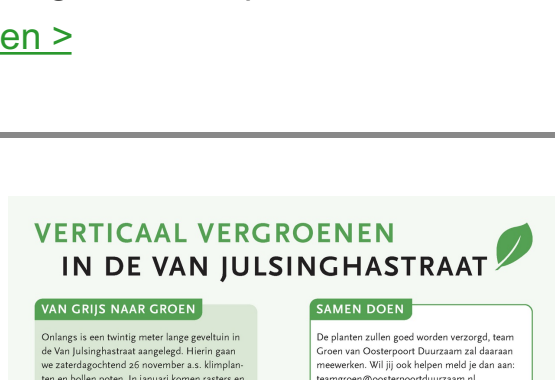 en >
VERTICAAL VERGROENEN
IN DE VAN JULSINGHASTRAAT
VAN GRIJS NAAR GROEN
Onlangs is een twintig meter lange geveltuin in
de Van Julsinghastraat aangelegd. Hierin gaan
we zaterdagochtend 26 november a.s. klimplan-
ten en bollen poten. In januari komen rasters en
SAMEN DOEN
De planten zullen goed worden verzorgd, team
Groen van Oosterpoort Duurzaam zal daaraan
meewerken. Wil jij ook helpen meld je dan aan:
teamgroen@oosterpoortduurzaam.nl